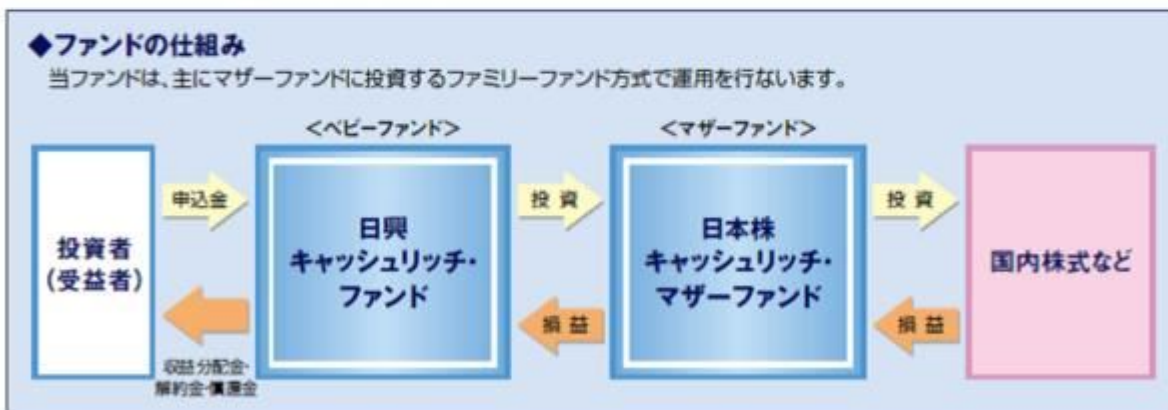 ◆ファンドの仕組み
当ファンドは、主にマザーファンドに投資するファミリーファンド方式で運用を行ないます。
<ベビーファンド>
<マザーファンド>
投資者
(受益者)
申込金
収益分配金・
解約金・償還金
日興
キャッシュリッチ・
ファンド
投資
損益
日本株
キャッシュリッチ・
マザーファンド
投資
損益
国内株式など